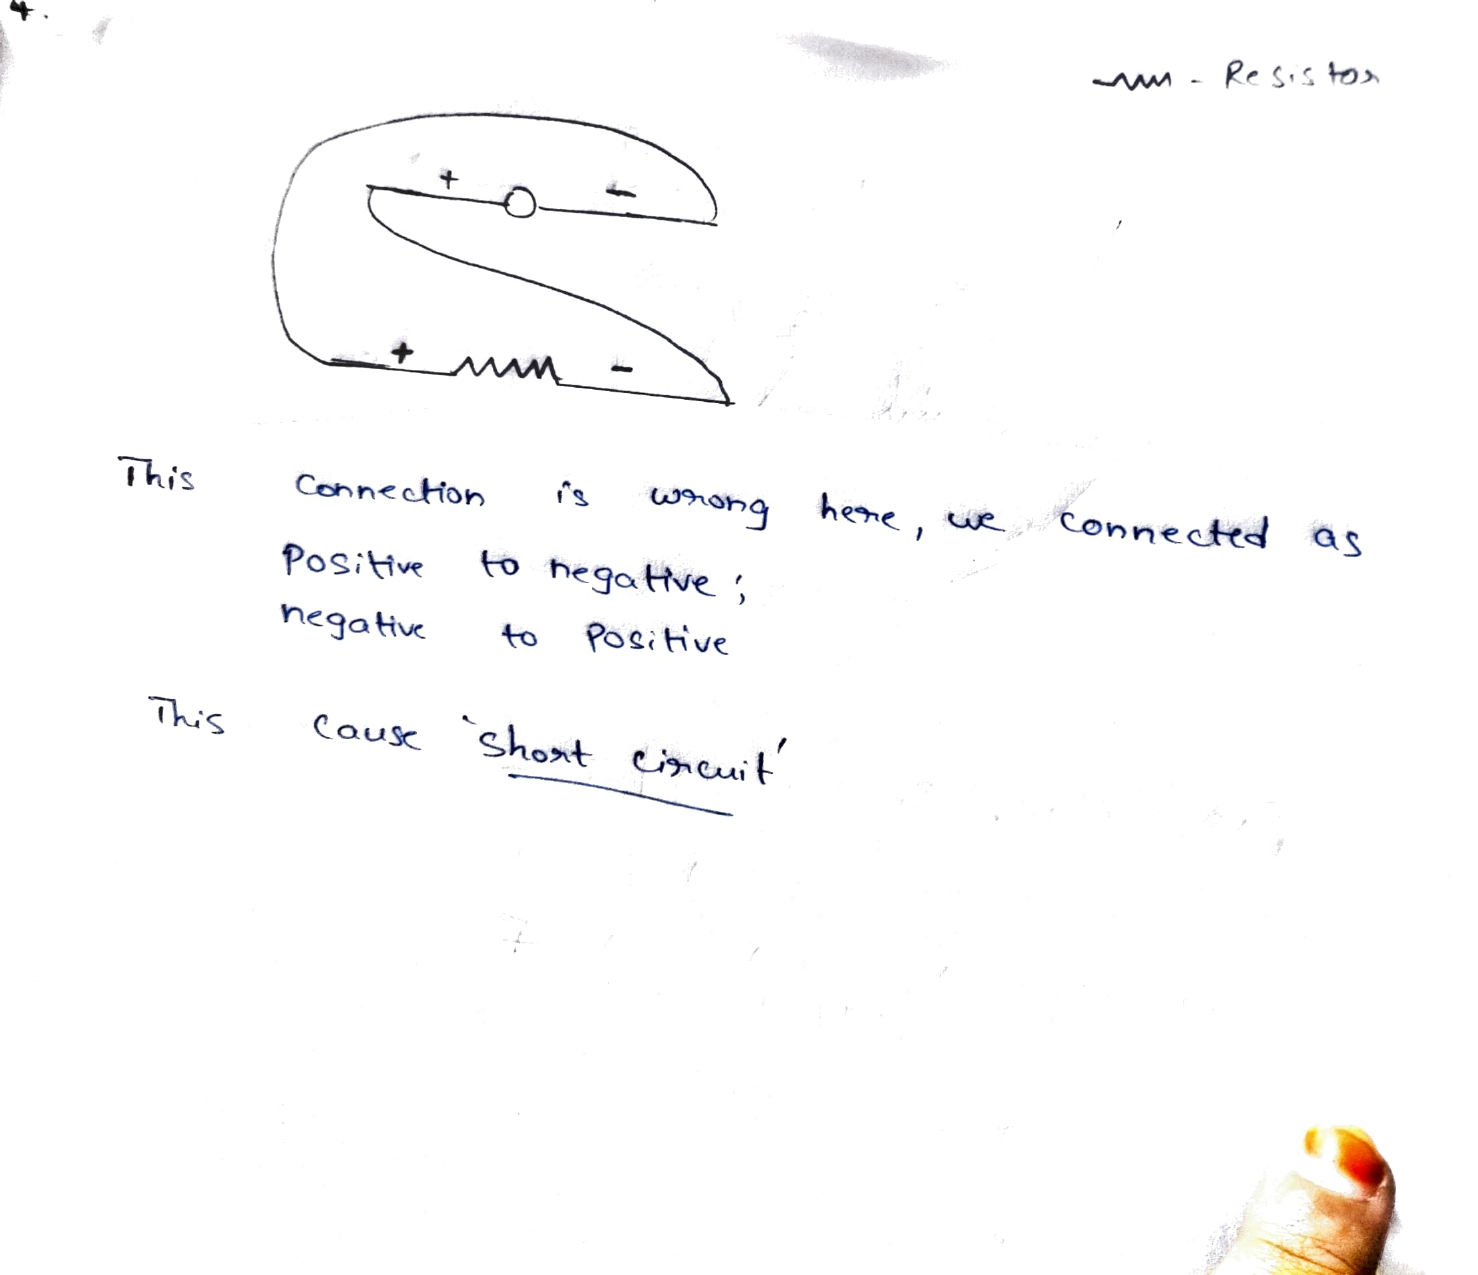 4.
- Resistor
+ -
+ -
This connection is wrong here, we connected as
Positive to negative;
negative to Positive
This cause 'short circuit'